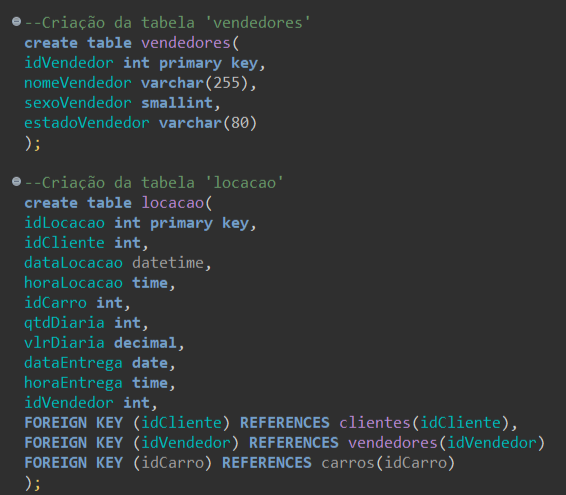 --Criação da tabela 'vendedores'
create table vendedores(
idVendedor int primary key,
nomeVendedor varchar(255),
sexoVendedor smallint,
estadoVendedor varchar(80)
);
--Criação da tabela 'locacao'
create table locacao(
idLocacao int primary key,
idCliente int,
dataLocacao datetime,
horaLocacao time,
idCarro int,
qtdDiaria int,
vlrDiaria decimal,
dataEntrega date,
horaEntrega time,
idVendedor int,
FOREIGN KEY (idCliente) REFERENCES clientes(idCliente),
FOREIGN KEY (idVendedor) REFERENCES vendedores(idVendedor)
FOREIGN KEY (idCarro) REFERENCES carros(idCarro)
);